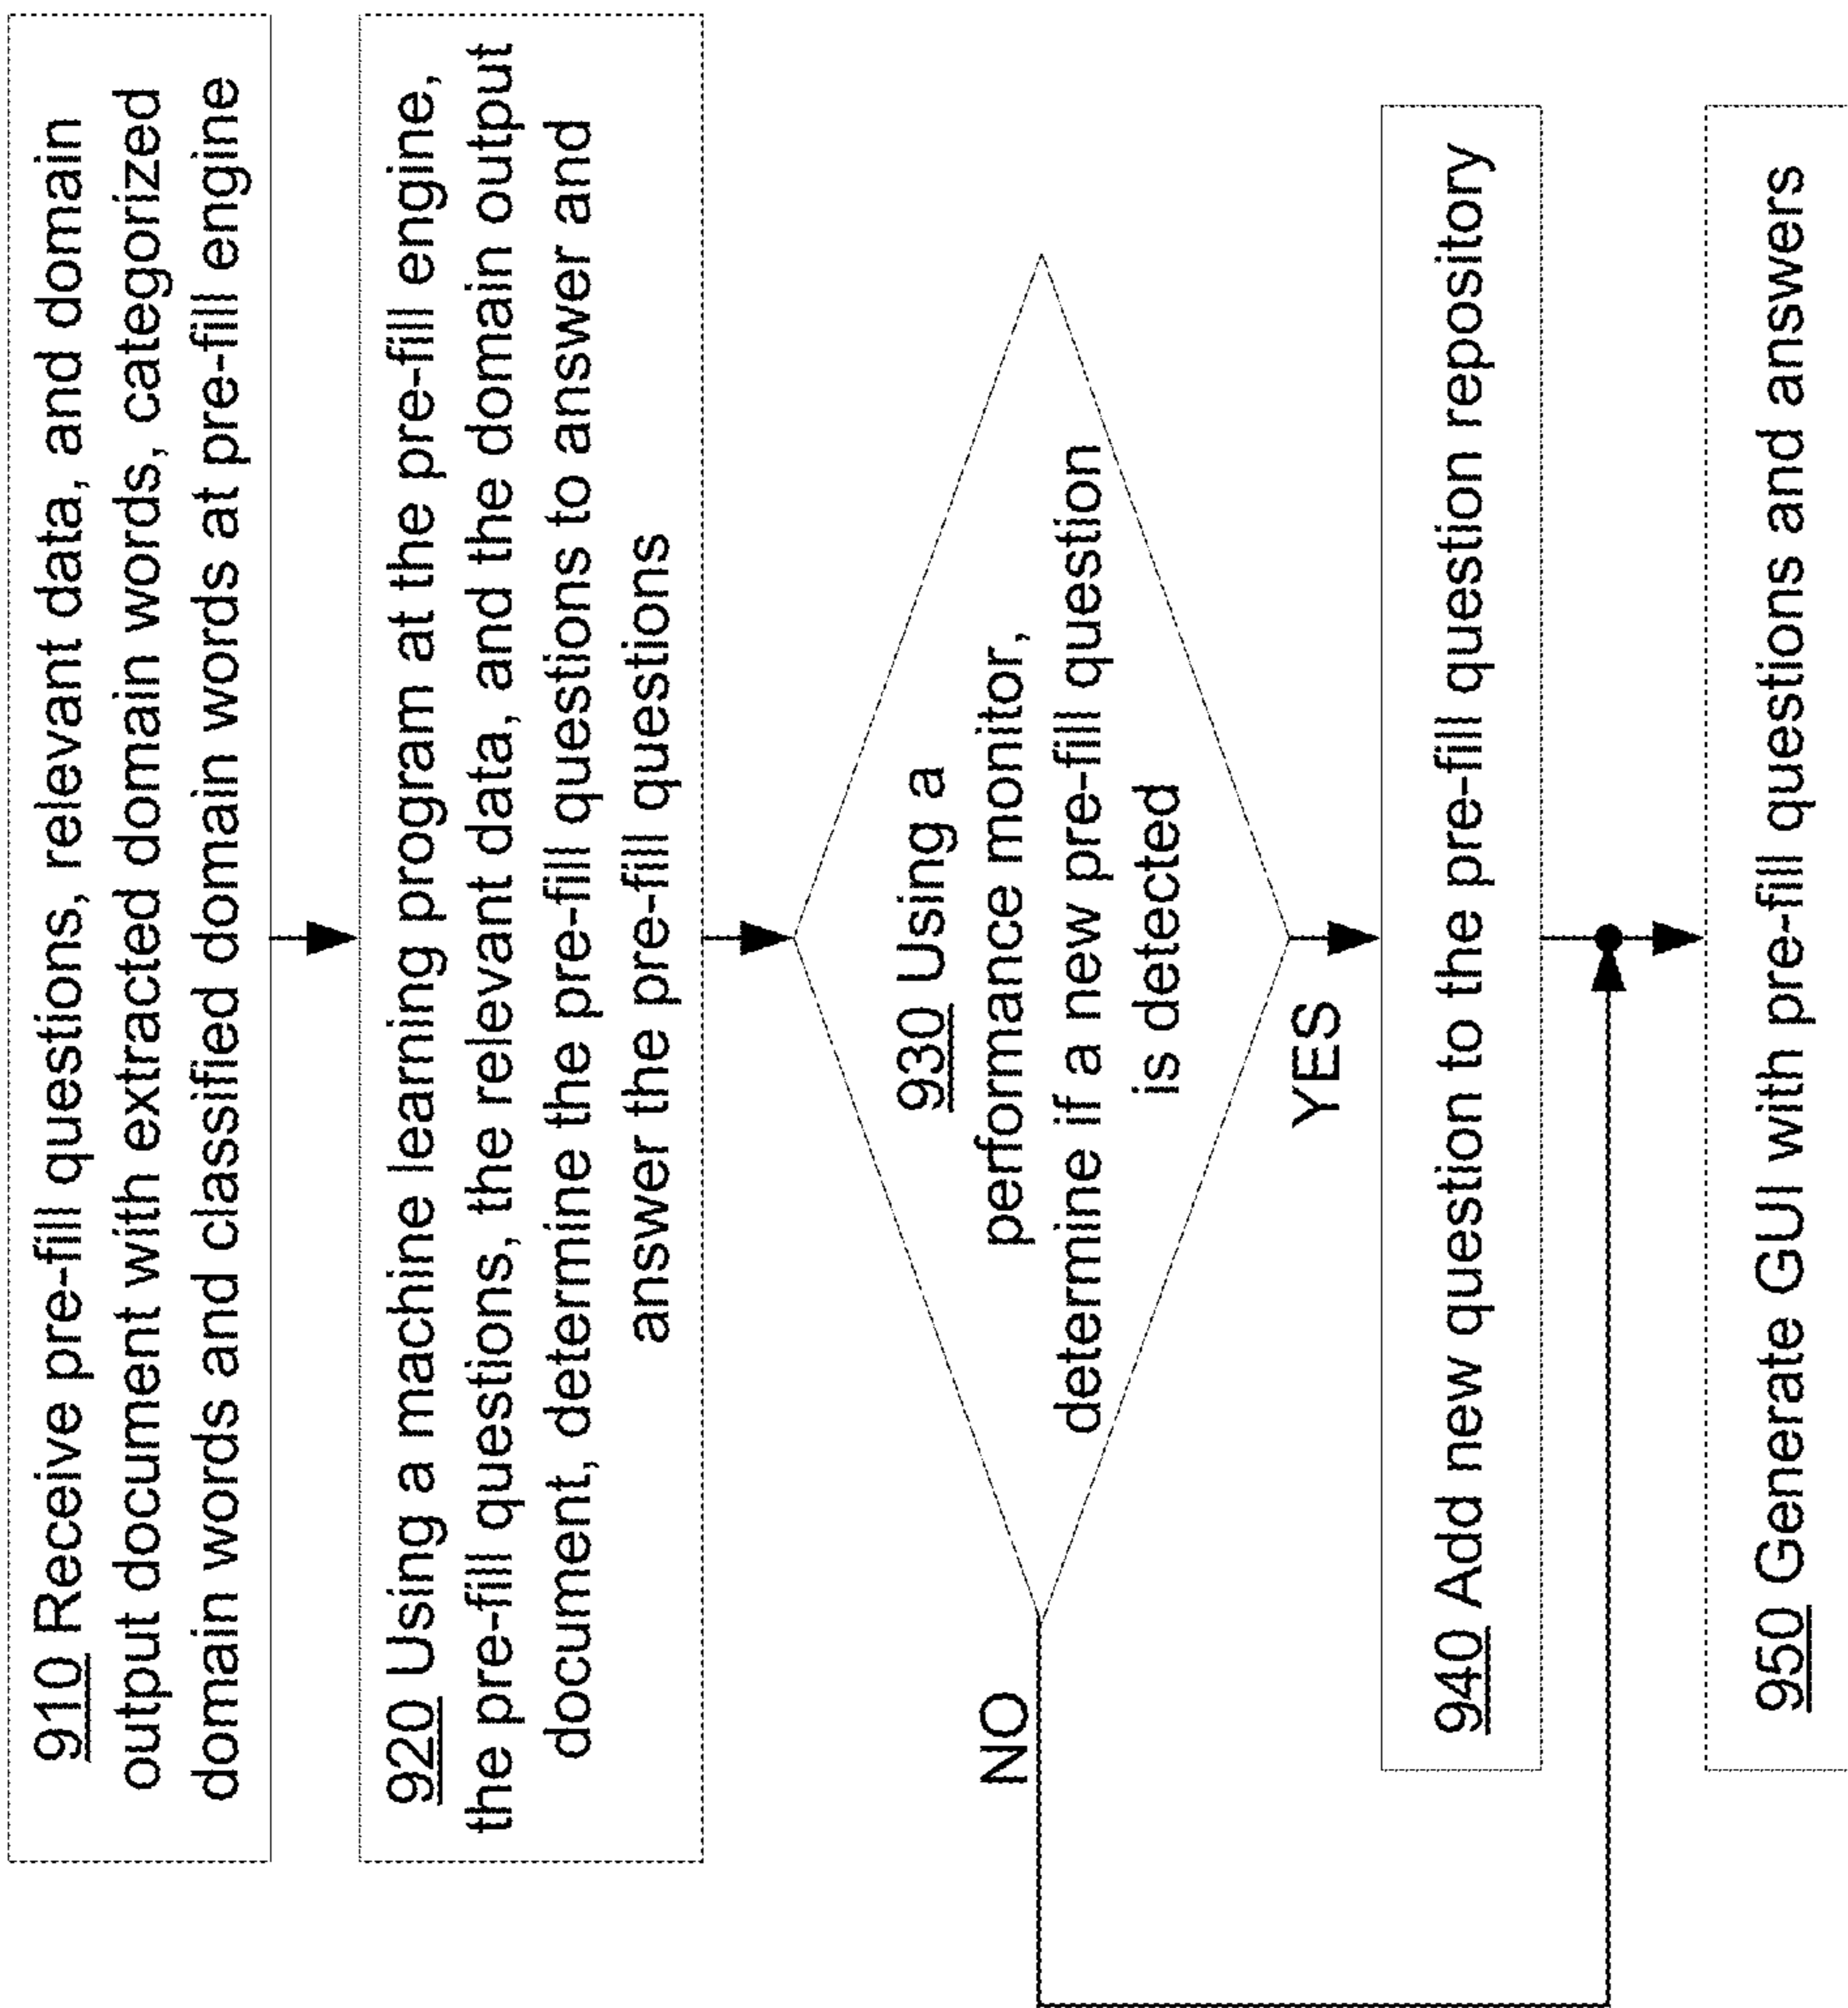 910 Receive pre-fill questions, relevant data, and domain
output document with extracted domain words, categorized
domain words and classified domain words at pre-fill engine
920 Using a machine learning program at the pre-fill engine,
the pre-fill questions, the relevant data, and the domain output
document, determine the pre-fill questions to answer and
answer the pre-fill questions
930 Using a
performance monitor,
determine if a new pre-fill question
is detected
NO
YES
940 Add new question to the pre-fill question repository
950 Generate GUI with pre-fill questions and answers